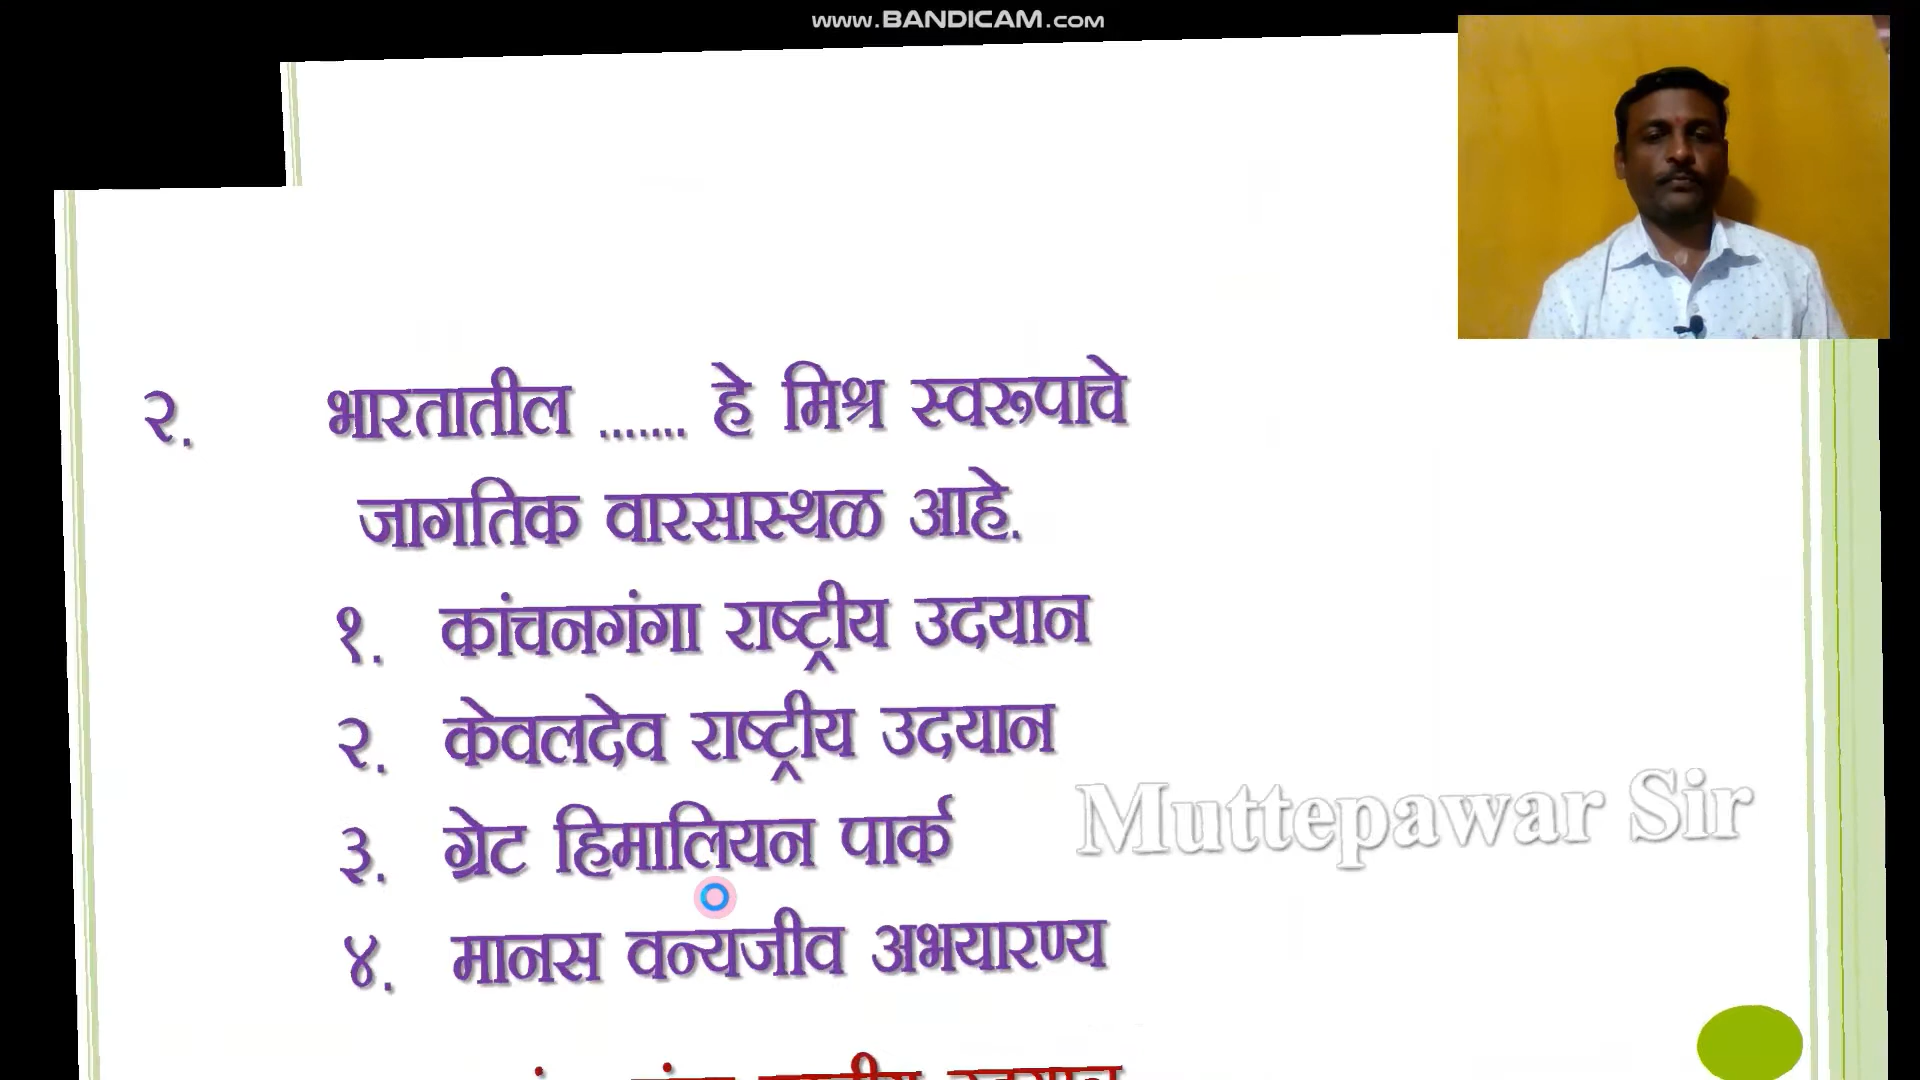 www.BANDICAM.com
२. भारतातील ....... हे मिश्र स्वरूपाचे
जागतिक वारसास्थळ आहे.
१. कांचनगंगा राष्ट्रीय उदयान
२. केवलदेव राष्ट्रीय उदयान
३. ग्रेट हिमालियन पार्क
Muttepawar Sir
४. मानस वन्यजीव अभयारण्य